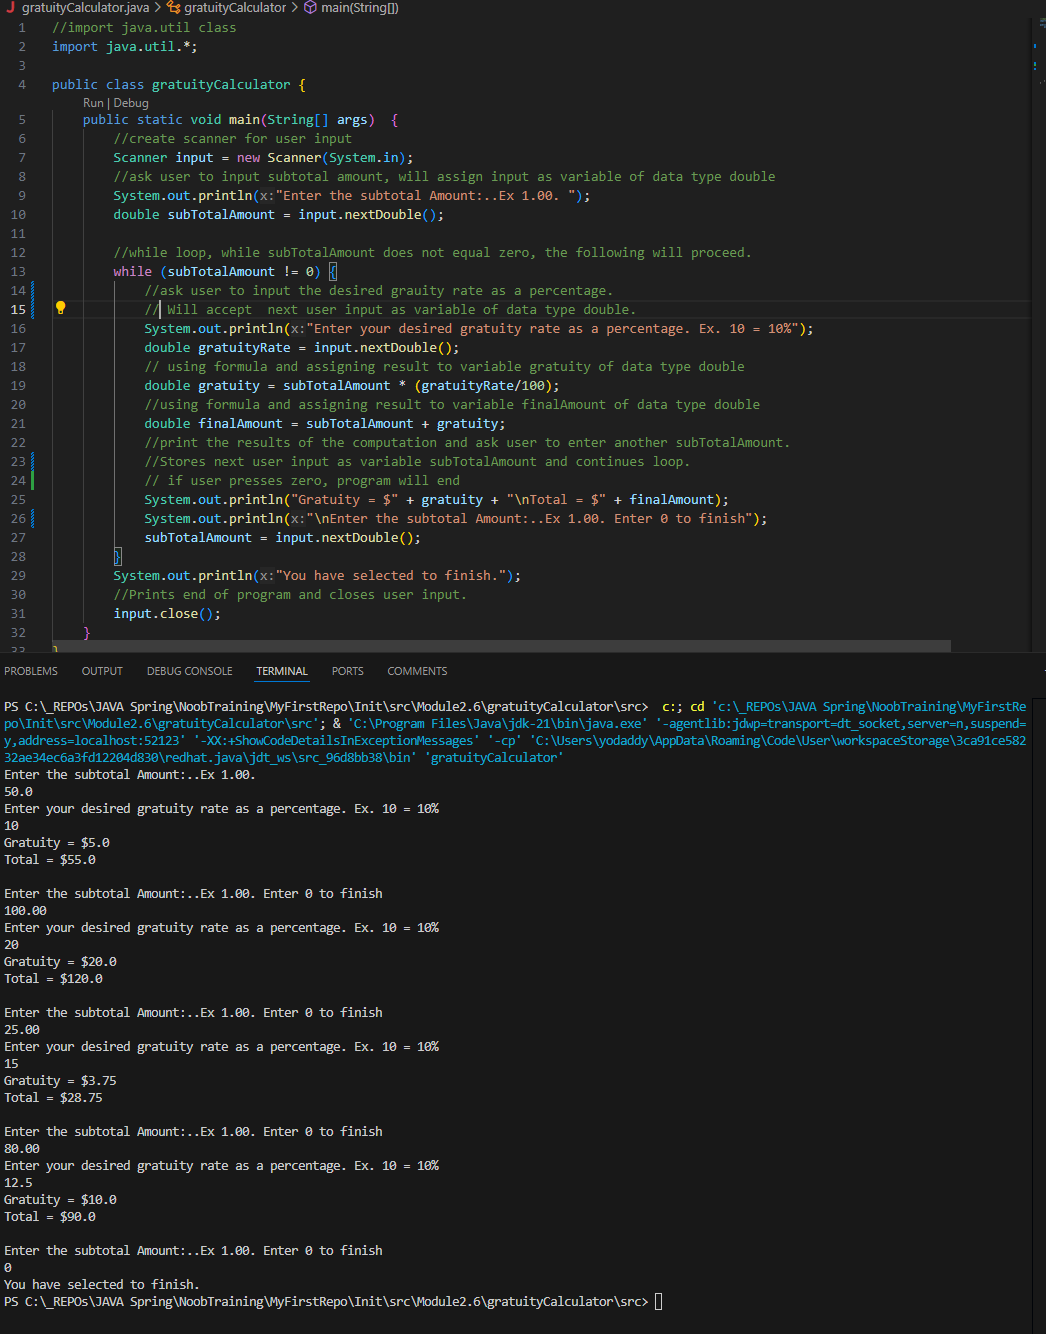 gratuityCalculator.java > gratuityCalculator > main(String[])
1 //import java.util class
2 import java.util.*;
3
4 public class gratuityCalculator {
Run | Debug
5 public static void main(String[] args)  {
6 //create scanner for user input
7 Scanner input = new Scanner(System.in);
8 //ask user to input subtotal amount, will assign input as variable of data type double
9 System.out.println(x:"Enter the subtotal Amount:..Ex 1.00. ");
10 double subTotalAmount = input.nextDouble();
11
12 //while loop, while subTotalAmount does not equal zero, the following will proceed.
13 while (subTotalAmount != 0) {
14 //ask user to input the desired grauity rate as a percentage.
15 // Will accept  next user input as variable of data type double.
16 System.out.println(x:"Enter your desired gratuity rate as a percentage. Ex. 10 = 10%");
17 double gratuityRate = input.nextDouble();
18 // using formula and assigning result to variable gratuity of data type double
19 double gratuity = subTotalAmount * (gratuityRate/100);
20 //using formula and assigning result to variable finalAmount of data type double
21 double finalAmount = subTotalAmount + gratuity;
22 //print the results of the computation and ask user to enter another subTotalAmount.
23 //Stores next user input as variable subTotalAmount and continues loop.
24 // if user presses zero, program will end
25 System.out.println("Gratuity = $" + gratuity + "\nTotal = $" + finalAmount);
26 System.out.println(x:"\nEnter the subtotal Amount:..Ex 1.00. Enter 0 to finish");
27 subTotalAmount = input.nextDouble();
28 }
29 System.out.println(x:"You have selected to finish.");
30 //Prints end of program and closes user input.
31 input.close();
32 }
33 }
PROBLEMS OUTPUT DEBUG CONSOLE TERMINAL PORTS COMMENTS
PS C:\_REPOs\JAVA Spring\NoobTraining\MyFirstRepo\Init\src\Module2.6\gratuityCalculator\src>  c:; cd 'c:\_REPOs\JAVA Spring\NoobTraining\MyFirstRe
po\Init\src\Module2.6\gratuityCalculator\src'; & 'C:\Program Files\Java\jdk-21\bin\java.exe' '-agentlib:jdwp=transport=dt_socket,server=n,suspend=
y,address=localhost:52123' '-XX:+ShowCodeDetailsInExceptionMessages' '-cp' 'C:\Users\yodaddy\AppData\Roaming\Code\User\workspaceStorage\3ca91ce582
32ae34ec6a3fd12204d830\redhat.java\jdt_ws\src_96d8bb38\bin' 'gratuityCalculator'
Enter the subtotal Amount:..Ex 1.00.
50.0
Enter your desired gratuity rate as a percentage. Ex. 10 = 10%
10
Gratuity = $5.0
Total = $55.0

Enter the subtotal Amount:..Ex 1.00. Enter 0 to finish
100.00
Enter your desired gratuity rate as a percentage. Ex. 10 = 10%
20
Gratuity = $20.0
Total = $120.0

Enter the subtotal Amount:..Ex 1.00. Enter 0 to finish
25.00
Enter your desired gratuity rate as a percentage. Ex. 10 = 10%
15
Gratuity = $3.75
Total = $28.75

Enter the subtotal Amount:..Ex 1.00. Enter 0 to finish
80.00
Enter your desired gratuity rate as a percentage. Ex. 10 = 10%
12.5
Gratuity = $10.0
Total = $90.0

Enter the subtotal Amount:..Ex 1.00. Enter 0 to finish
0
You have selected to finish.
PS C:\_REPOs\JAVA Spring\NoobTraining\MyFirstRepo\Init\src\Module2.6\gratuityCalculator\src>